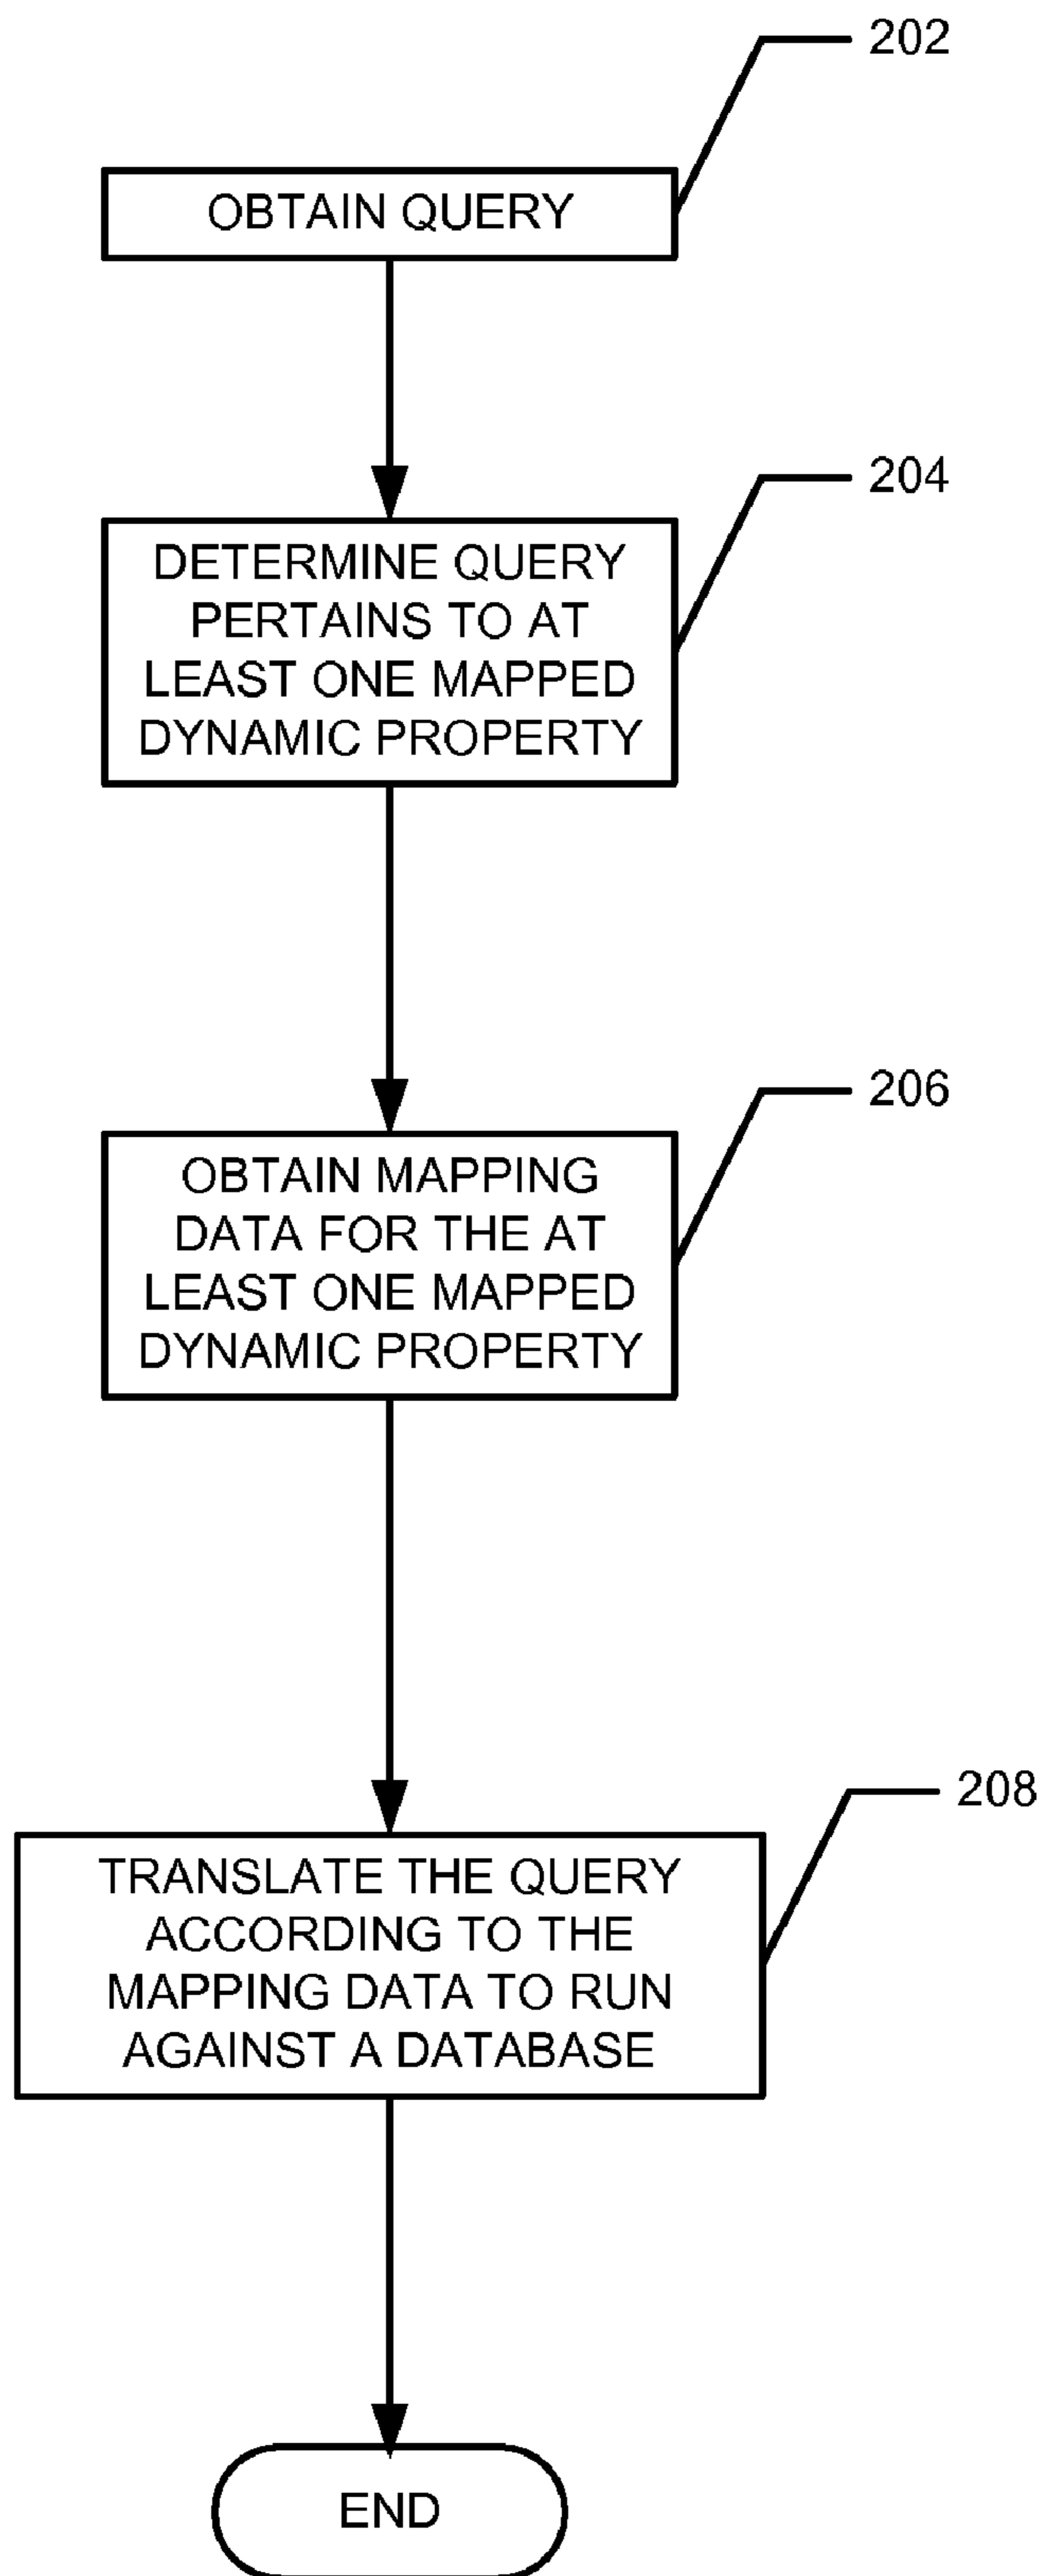 202
OBTAIN QUERY
204
DETERMINE QUERY
PERTAINS TO AT
LEAST ONE MAPPED
DYNAMIC PROPERTY
206
OBTAIN MAPPING
DATA FOR THE AT
LEAST ONE MAPPED
DYNAMIC PROPERTY
208
TRANSLATE THE QUERY
ACCORDING TO THE
MAPPING DATA TO RUN
AGAINST A DATABASE
END